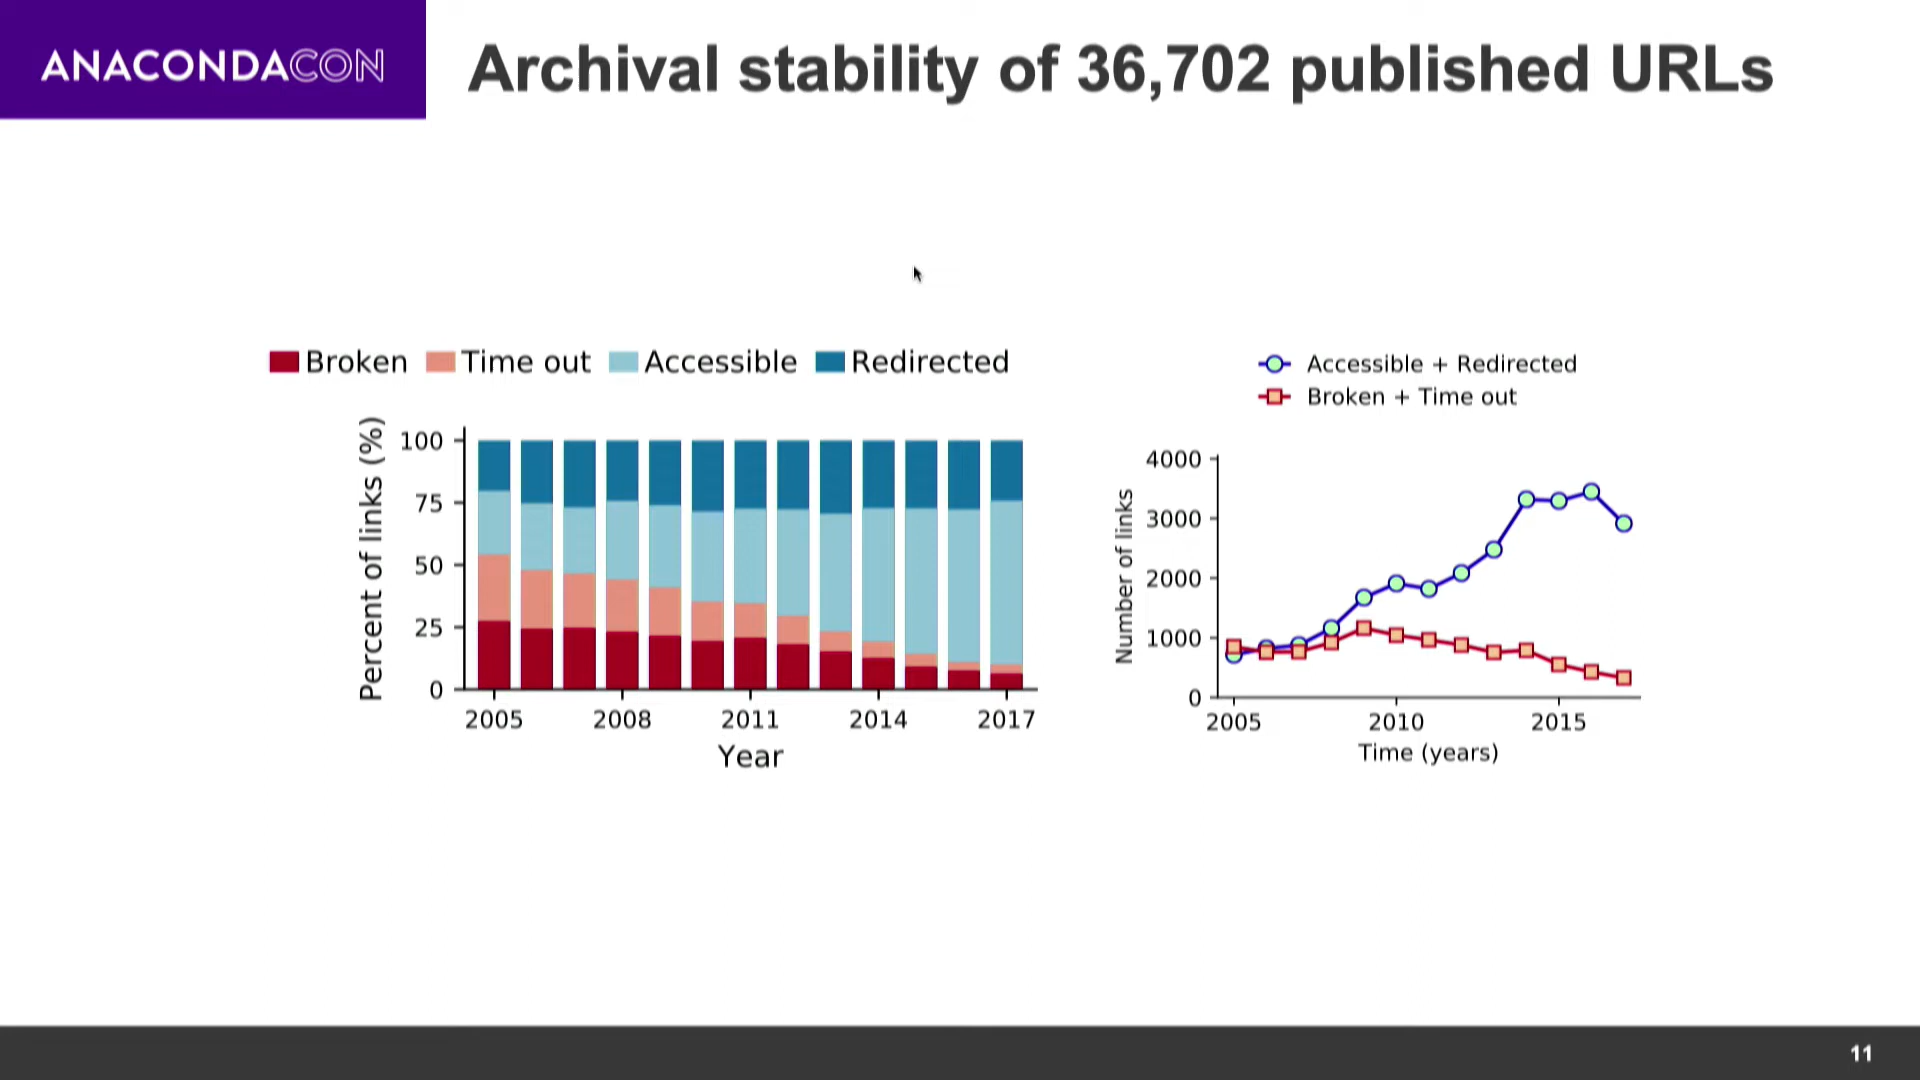 ANACONDACON
Archival stability of 36,702 published URLs
Broken Time out Accessible Redirected
Percent of links (%)
100
75
50
25
0
2005 2008 2011 2014 2017
Year
Accessible + Redirected
Broken + Time out
Number of links
4000
3000
2000
1000
0
2005 2010 2015
Time (years)
11